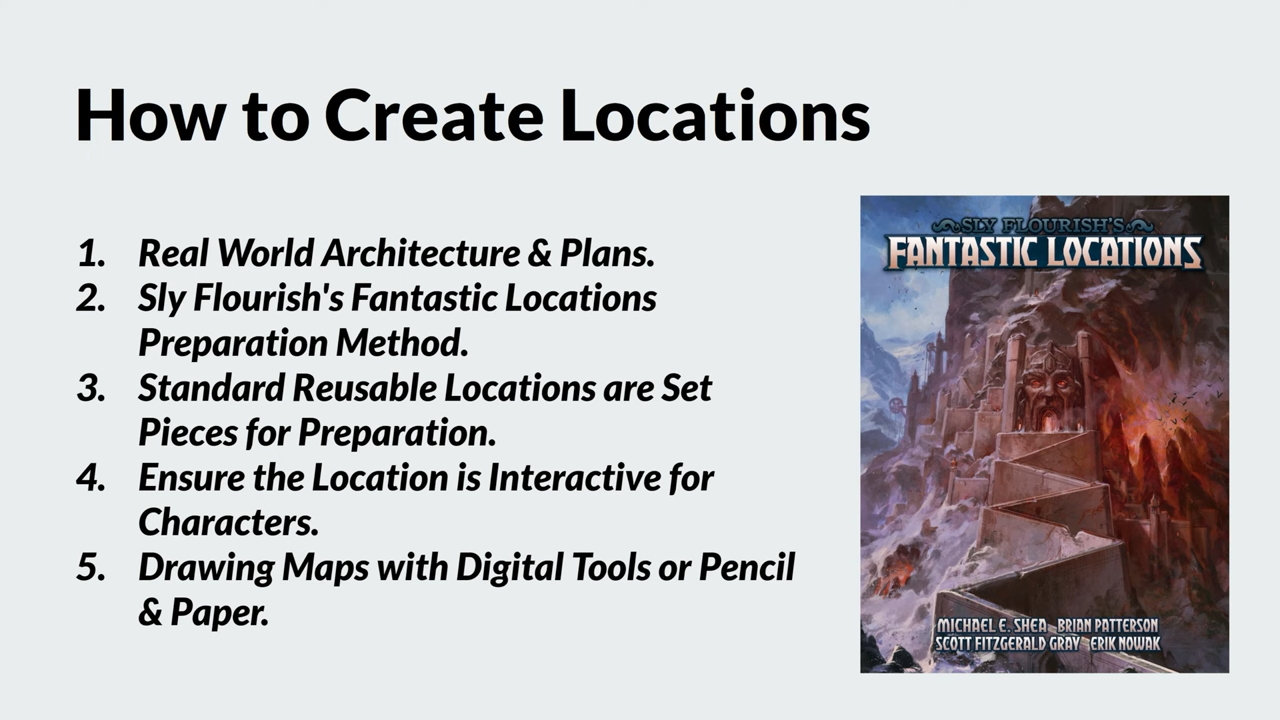 How to Create Locations
1. Real World Architecture & Plans.
2. Sly Flourish's Fantastic Locations
Preparation Method.
3. Standard Reusable Locations are Set
Pieces for Preparation.
4. Ensure the Location is Interactive for
Characters.
5. Drawing Maps with Digital Tools or Pencil
& Paper.
SLY FLOURISH'S
FANTASTIC LOCATIONS
MICHAEL E. SHEA BRIAN PATTERSON
SCOTT FITZGERALD GRAY ERIK NOWAK